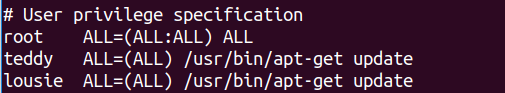 # User privilege specification
root    ALL=(ALL:ALL) ALL
teddy   ALL=(ALL) /usr/bin/apt-get update
lousie  ALL=(ALL) /usr/bin/apt-get update